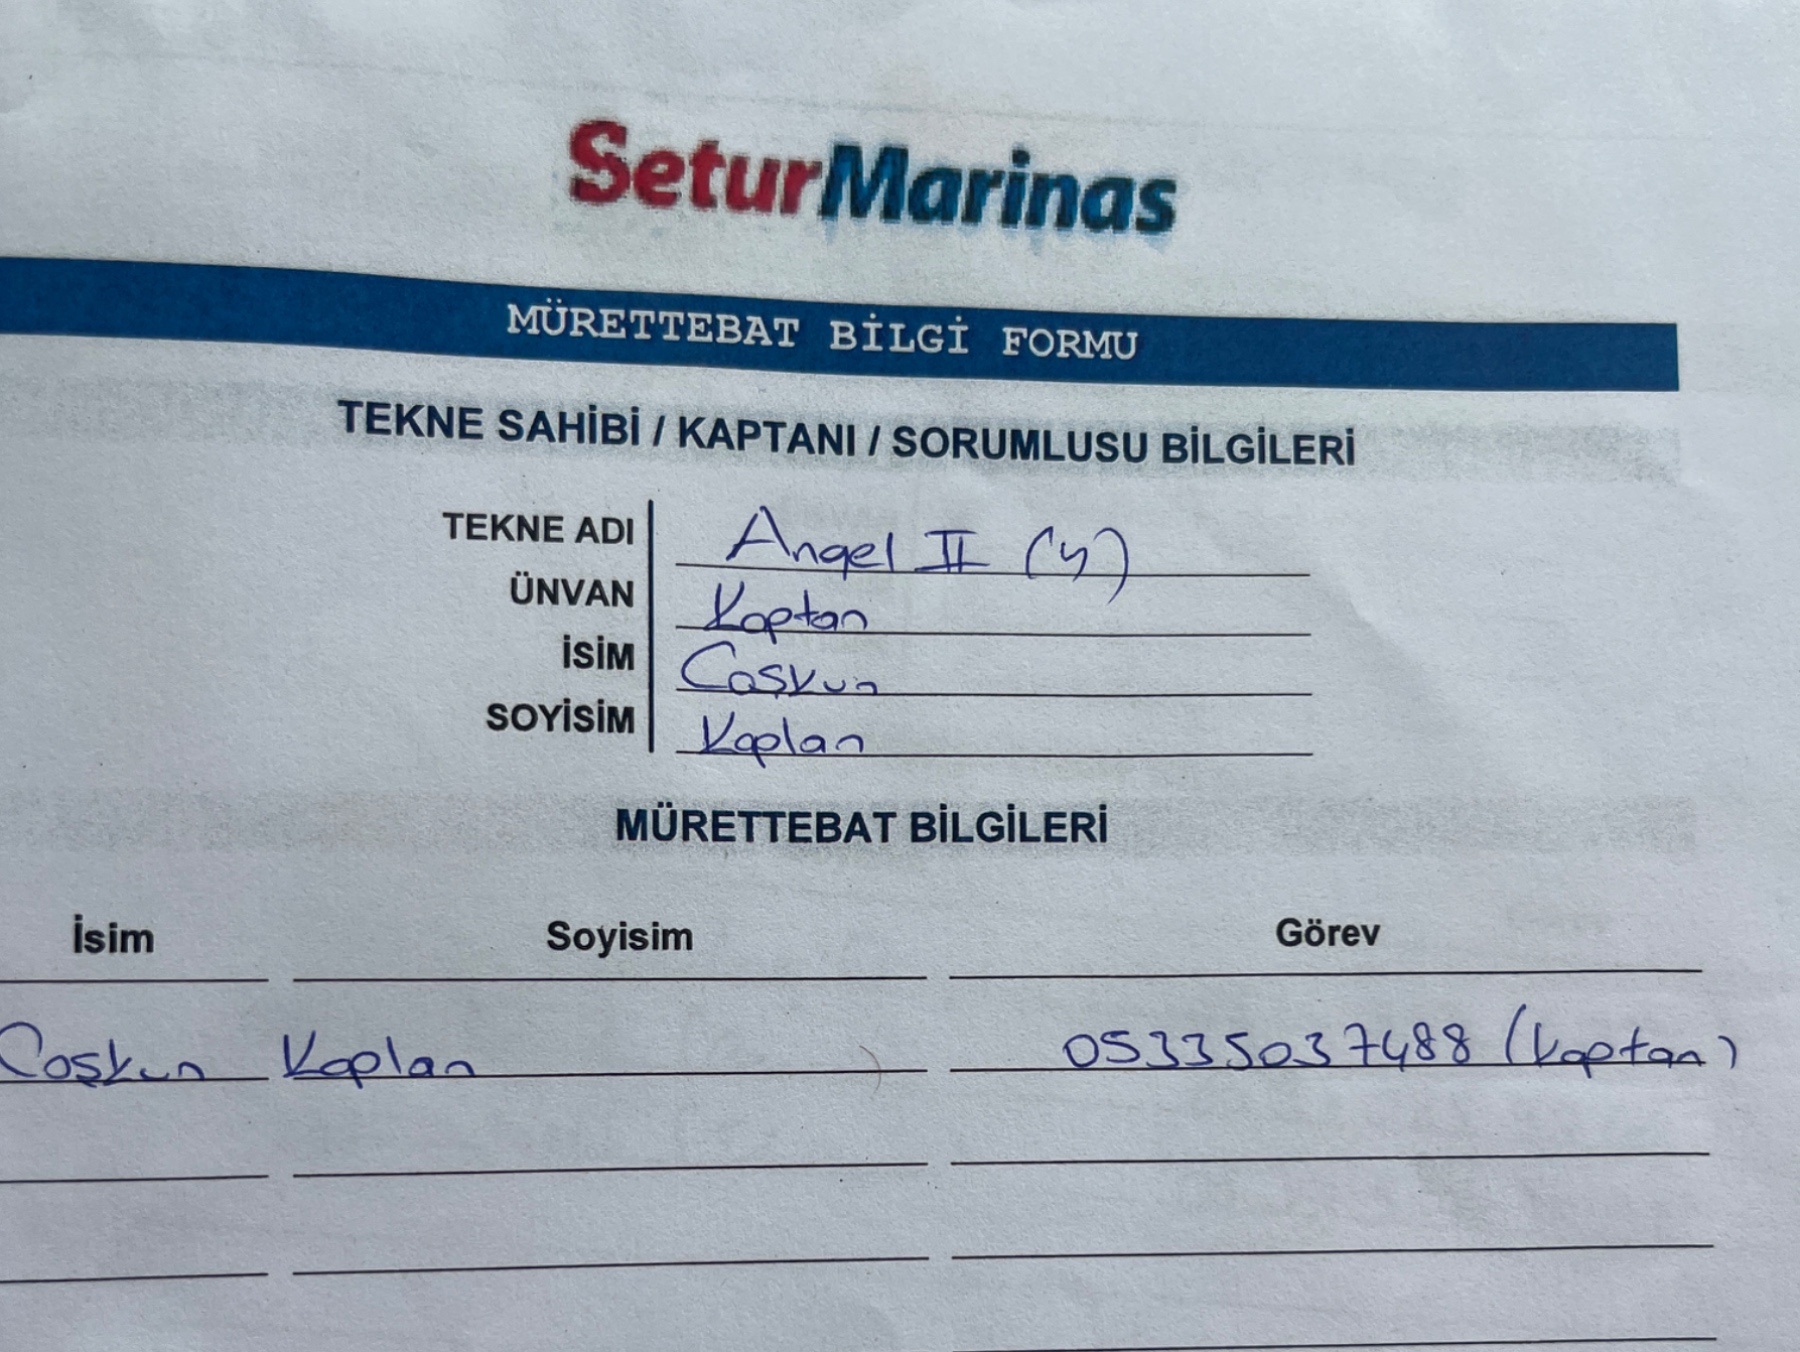 SeturMarinas
MÜRETTEBAT BİLGİ FORMU
TEKNE SAHİBİ / KAPTANI / SORUMLUSU BİLGİLERİ
TEKNE ADI Angel II (y)
ÜNVAN Kaptan
İSİM Coşkun
SOYİSİM Kaplan
MÜRETTEBAT BİLGİLERİ
İsim Soyisim Görev
Coşkun Kaplan 05335037488 (kaptan)